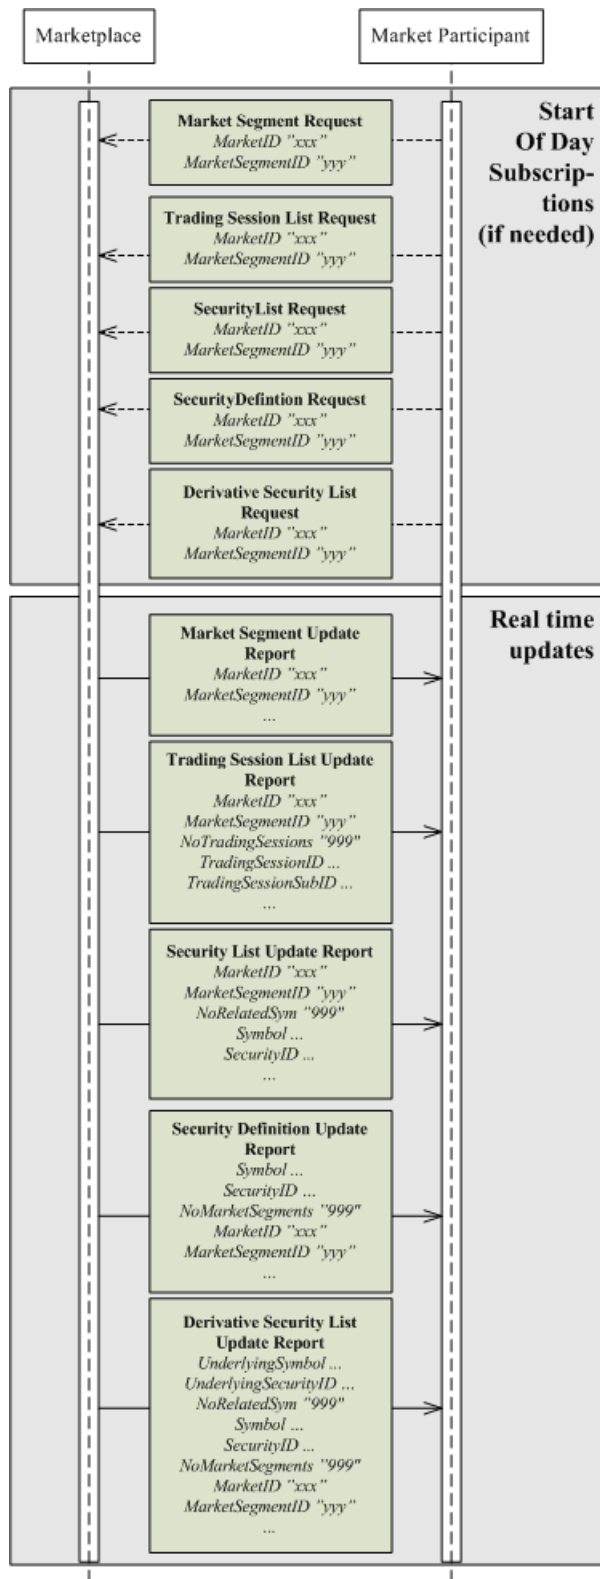 Marketplace
Market Participant
Start
Of Day
Subscrip-
tions
(if needed)
Market Segment Request
MarketID "xxx"
MarketSegmentID "yyy"
Trading Session List Request
MarketID "xxx"
MarketSegmentID "yyy"
SecurityList Request
MarketID "xxx"
MarketSegmentID "yyy"
SecurityDefintion Request
MarketID "xxx"
MarketSegmentID "yyy"
Derivative Security List
Request
MarketID "xxx"
MarketSegmentID "yyy"
Real time
updates
Market Segment Update
Report
MarketID "xxx"
MarketSegmentID "yyy"
...
Trading Session List Update
Report
MarketID "xxx"
MarketSegmentID "yyy"
NoTradingSessions "999"
TradingSessionID ...
TradingSessionSubID ...
...
Security List Update Report
MarketID "xxx"
MarketSegmentID "yyy"
NoRelatedSym "999"
Symbol ...
SecurityID ...
...
Security Definition Update
Report
Symbol ...
SecurityID ...
NoMarketSegments "999"
MarketID "xxx"
MarketSegmentID "yyy"
...
Derivative Security List
Update Report
UnderlyingSymbol ...
UnderlyingSecurityID ...
NoRelatedSym "999"
Symbol ...
SecurityID ...
NoMarketSegments "999"
MarketID "xxx"
MarketSegmentID "yyy"
...